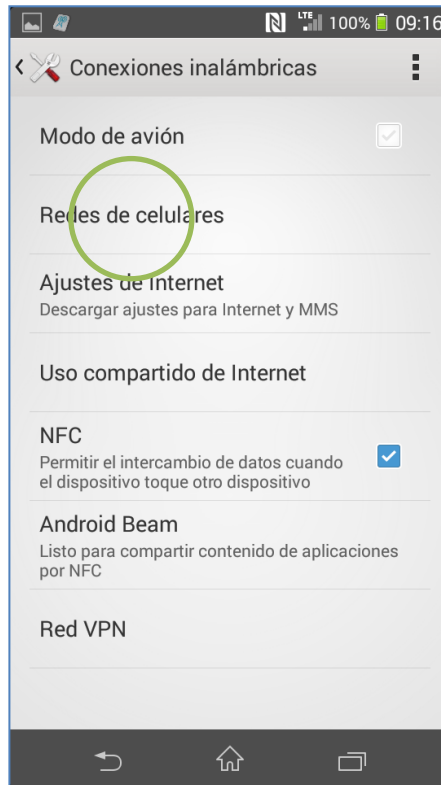 LTE 100% 09:16
Conexiones inalámbricas
Modo de avión
Redes de celulares
Ajustes de Internet
Descargar ajustes para Internet y MMS
Uso compartido de Internet
NFC
Permitir el intercambio de datos cuando
el dispositivo toque otro dispositivo
Android Beam
Listo para compartir contenido de aplicaciones
por NFC
Red VPN